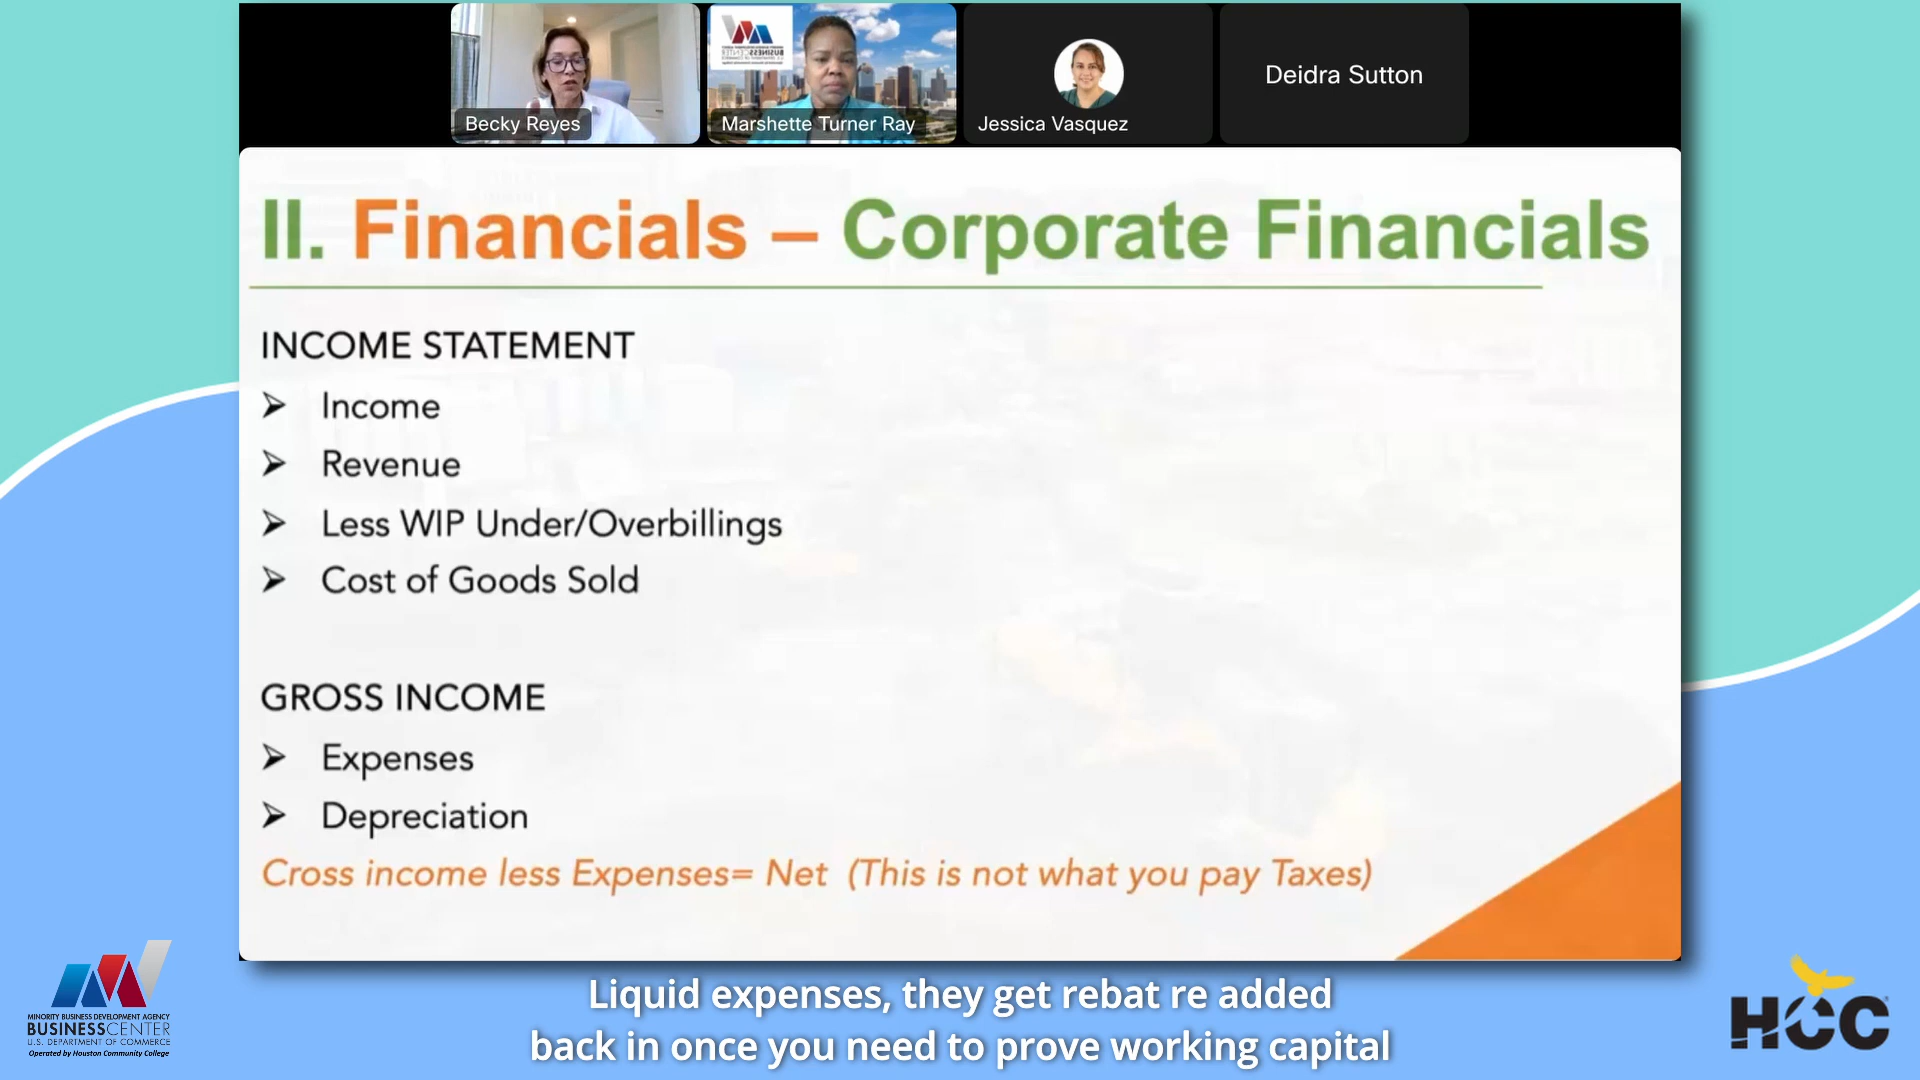 Becky Reyes
Marshette Turner Ray
Jessica Vasquez
Deidra Sutton
II. Financials – Corporate Financials
INCOME STATEMENT
➢ Income
➢ Revenue
➢ Less WIP Under/Overbillings
➢ Cost of Goods Sold
GROSS INCOME
➢ Expenses
➢ Depreciation
Cross income less Expenses= Net (This is not what you pay Taxes)
MINORITY BUSINESS DEVELOPMENT AGENCY
BUSINESSCENTER
U.S. DEPARTMENT OF COMMERCE
Operated by Houston Community College
Liquid expenses, they get rebat re added
back in once you need to prove working capital
HCC